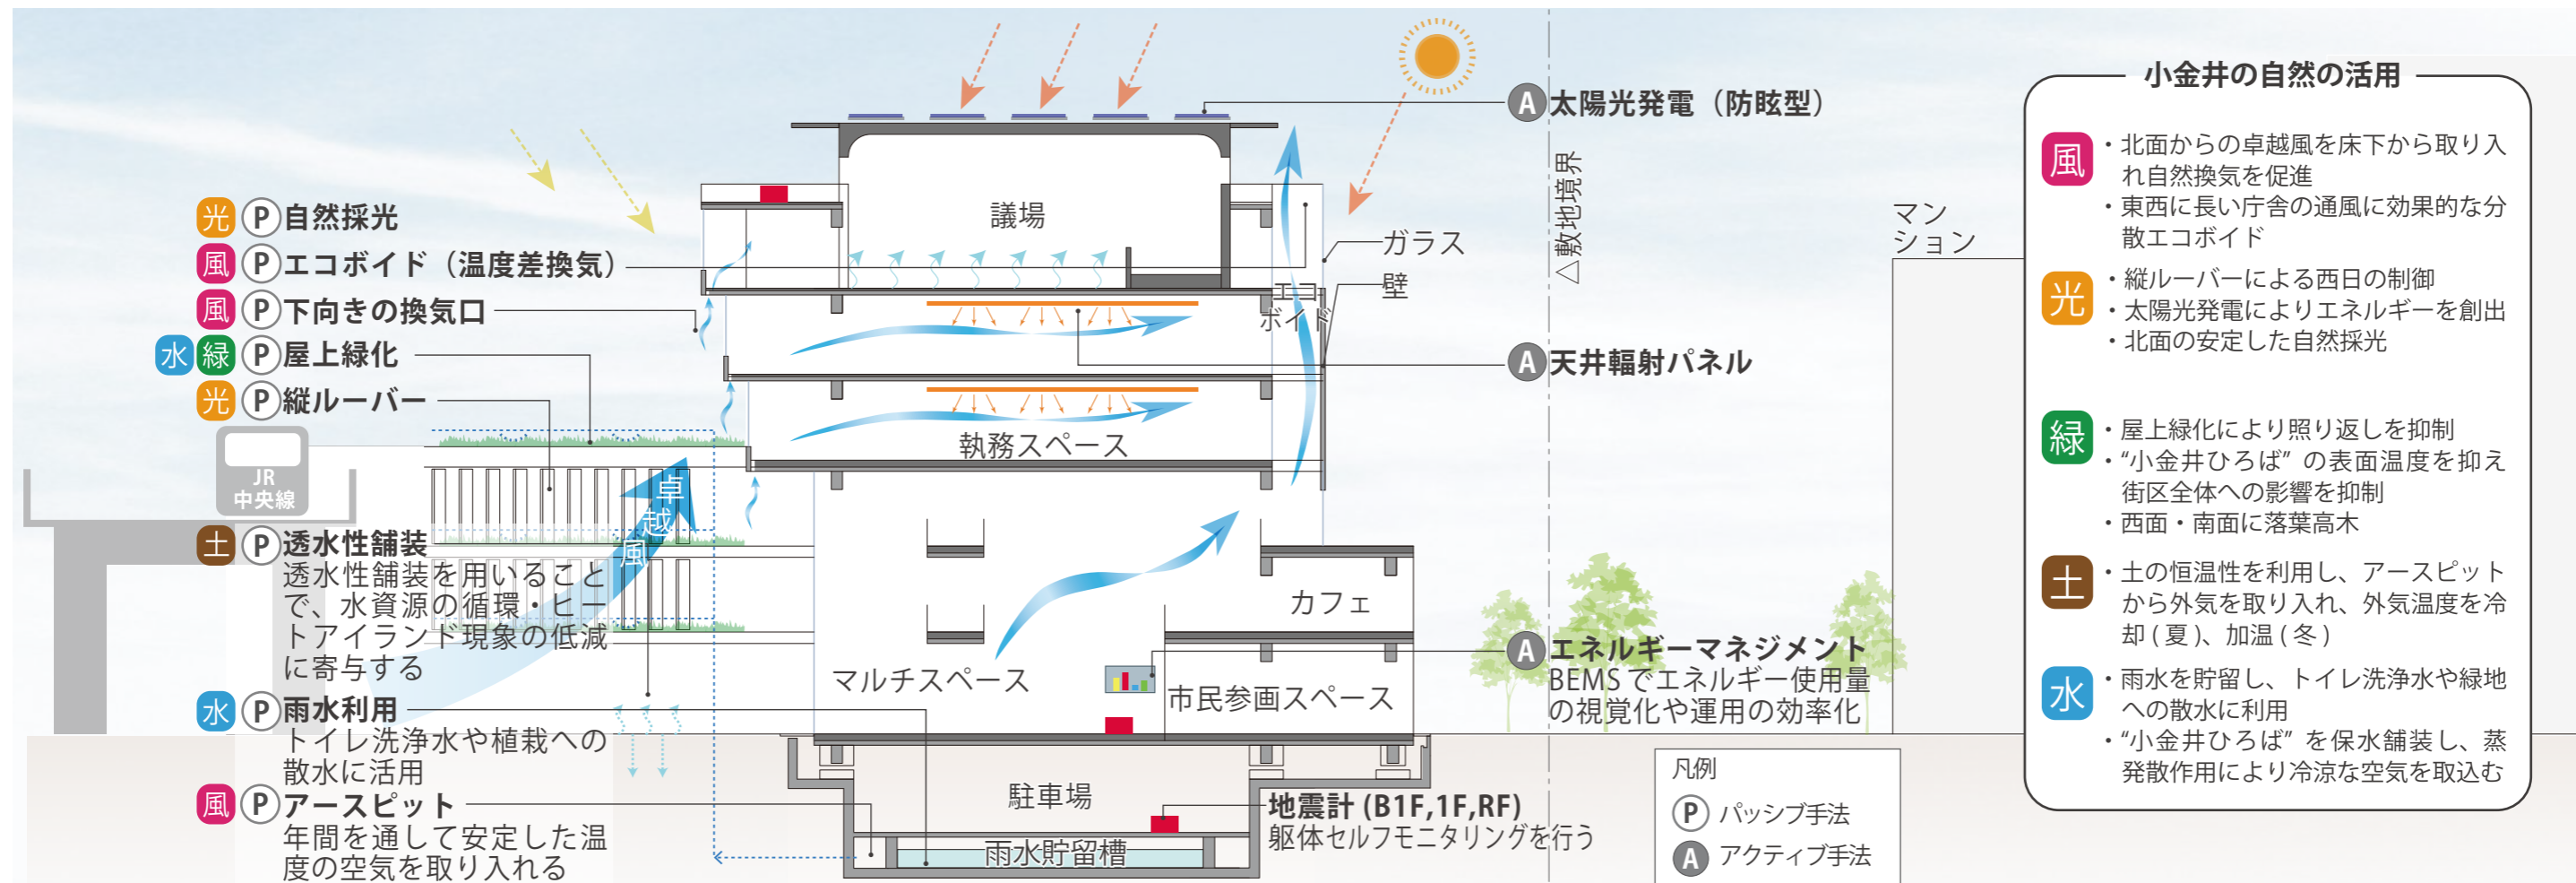 太陽光発電（防眩型）
A
光 P 自然採光
風 P エコボイド（温度差換気）
風 P 下向きの換気口
水 緑 P 屋上緑化
光 P 縦ルーバー
JR
中央線
土 P 透水性舗装
透水性舗装を用いること
で、水資源の循環・ヒー
トアイランド現象の低減
に寄与する
水 P 雨水利用
トイレ洗浄水や植栽への
散水に活用
風 P アースピット
年間を通して安定した温
度の空気を取り入れる
卓越風
議場
エコ
ボイド
執務スペース
カフェ
マルチスペース
市民参画スペース
駐車場
雨水貯留槽
ガラス
壁
△敷地境界
A 天井輻射パネル
A エネルギーマネジメント
BEMSでエネルギー使用量
の視覚化や運用の効率化
地震計 (B1F,1F,RF)
躯体セルフモニタリングを行う
マン
ション
凡例
P パッシブ手法
A アクティブ手法
小金井の自然の活用
風
・北面からの卓越風を床下から取り入
れ自然換気を促進
・東西に長い庁舎の通風に効果的な分
散エコボイド
光
・縦ルーバーによる西日の制御
・太陽光発電によりエネルギーを創出
・北面の安定した自然採光
緑
・屋上緑化により照り返しを抑制
・“小金井ひろば” の表面温度を抑え
街区全体への影響を抑制
・西面・南面に落葉高木
土
・土の恒温性を利用し、アースピット
から外気を取り入れ、外気温度を冷
却 ( 夏 )、加温 ( 冬 )
水
・雨水を貯留し、トイレ洗浄水や緑地
への散水に利用
・“小金井ひろば” を保水舗装し、蒸
発散作用により冷涼な空気を取込む